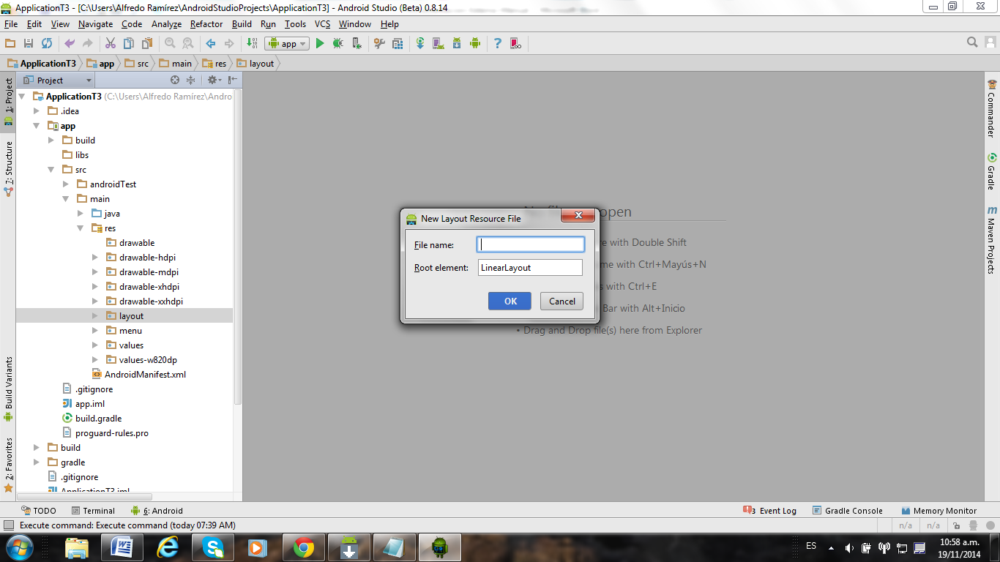 ApplicationT3 - [C:\Users\Alfredo Ramírez\AndroidStudioProjects\ApplicationT3] - Android Studio (Beta) 0.8.14
File Edit View Navigate Code Analyze Refactor Build Run Tools VCS Window Help
app
ApplicationT3 app src main res layout
1: Project
7: Structure
Build Variants
2: Favorites
Project
ApplicationT3 (C:\Users\Alfredo Ramírez\Andro
.idea
app
build
libs
src
androidTest
main
java
res
drawable
drawable-hdpi
drawable-mdpi
drawable-xhdpi
drawable-xxhdpi
layout
menu
values
values-w820dp
AndroidManifest.xml
.gitignore
app.iml
build.gradle
proguard-rules.pro
build
gradle
.gitignore
ApplicationT3.iml
open
with Double Shift
with Ctrl+Mayús+N
with Ctrl+E
Bar with Alt+Inicio
• Drag and Drop file(s) here from Explorer
New Layout Resource File
File name:
Root element: LinearLayout
OK Cancel
Commander
Gradle
m
Maven Projects
TODO Terminal 6: Android
3 Event Log Gradle Console Memory Monitor
Execute command: Execute command (today 07:39 AM)
n/a n/a
ES
10:58 a.m.
19/11/2014